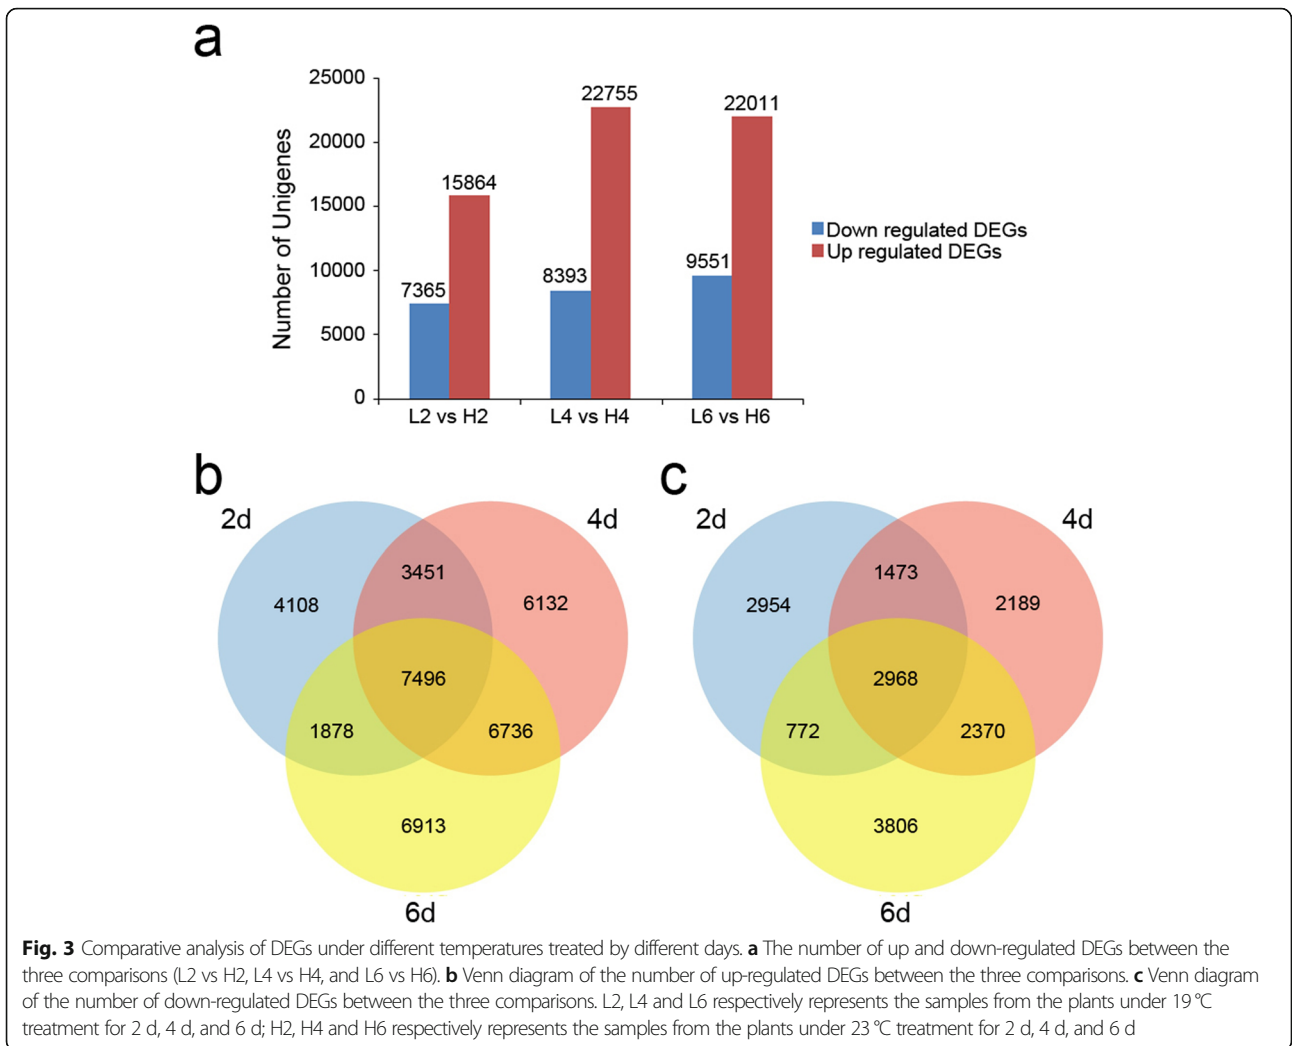 a
25000
20000
15000
10000
5000
0
Number of Unigenes
7365
15864
8393
22755
9551
22011
L2 vs H2
L4 vs H4
L6 vs H6
Down regulated DEGs
Up regulated DEGs
b
2d
4d
3451
4108
6132
7496
1878
6736
6913
6d
c
2d
4d
1473
2954
2189
2968
772
2370
3806
6d
Fig. 3 Comparative analysis of DEGs under different temperatures treated by different days. a The number of up and down-regulated DEGs between the
three comparisons (L2 vs H2, L4 vs H4, and L6 vs H6). b Venn diagram of the number of up-regulated DEGs between the three comparisons. c Venn diagram
of the number of down-regulated DEGs between the three comparisons. L2, L4 and L6 respectively represents the samples from the plants under 19 °C
treatment for 2 d, 4 d, and 6 d; H2, H4 and H6 respectively represents the samples from the plants under 23 °C treatment for 2 d, 4 d, and 6 d